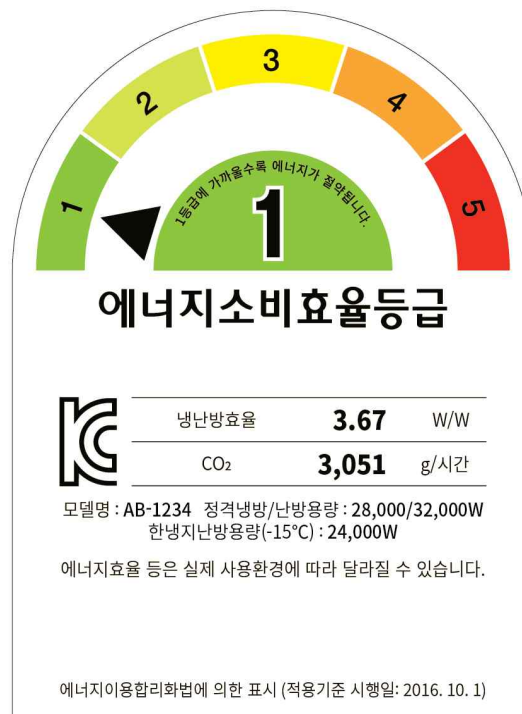 3
2
4
1
5
1등급에 가까울수록 에너지가 절약됩니다.
1
에너지소비효율등급
KC
냉난방효율 3.67 W/W
CO₂ 3,051 g/시간
모델명 : AB-1234 정격냉방/난방용량 : 28,000/32,000W
한냉지난방용량(-15℃) : 24,000W
에너지효율 등은 실제 사용환경에 따라 달라질 수 있습니다.
에너지이용합리화법에 의한 표시 (적용기준 시행일: 2016. 10. 1)